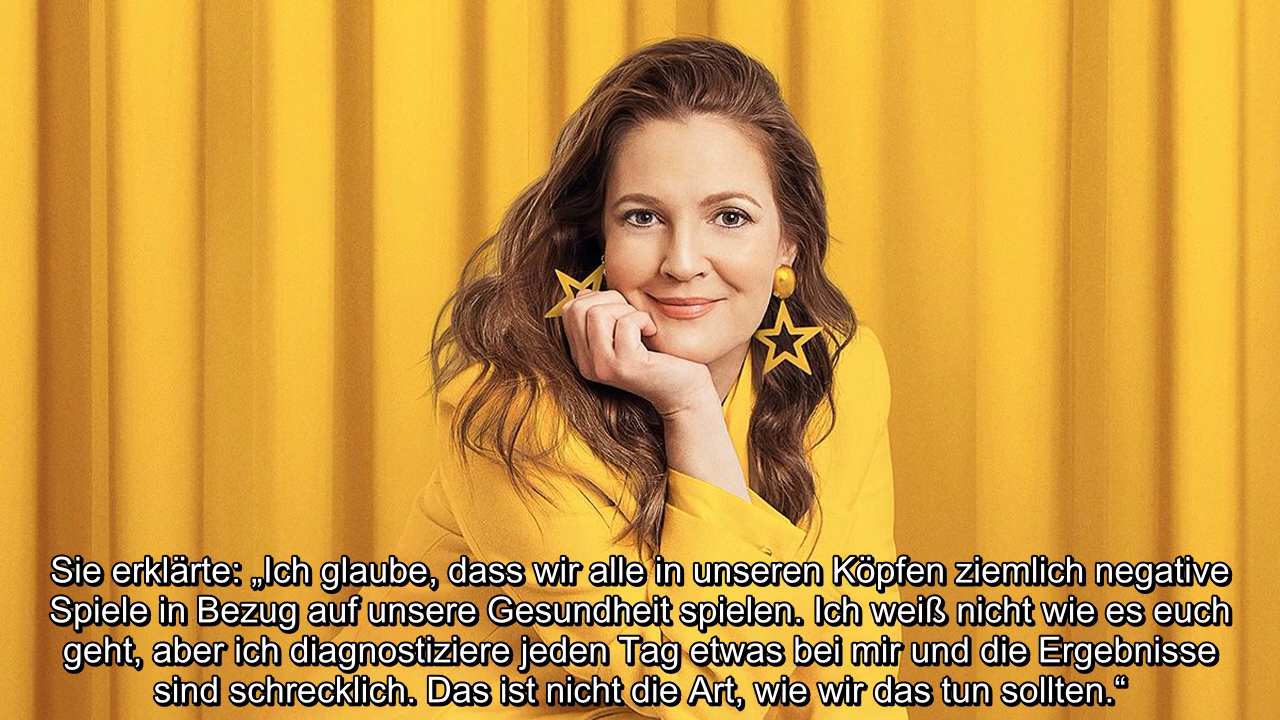 Sie erklärte: „Ich glaube, dass wir alle in unseren Köpfen ziemlich negative
Spiele in Bezug auf unsere Gesundheit spielen. Ich weiß nicht wie es euch
geht, aber ich diagnostiziere jeden Tag etwas bei mir und die Ergebnisse
sind schrecklich. Das ist nicht die Art, wie wir das tun sollten.“